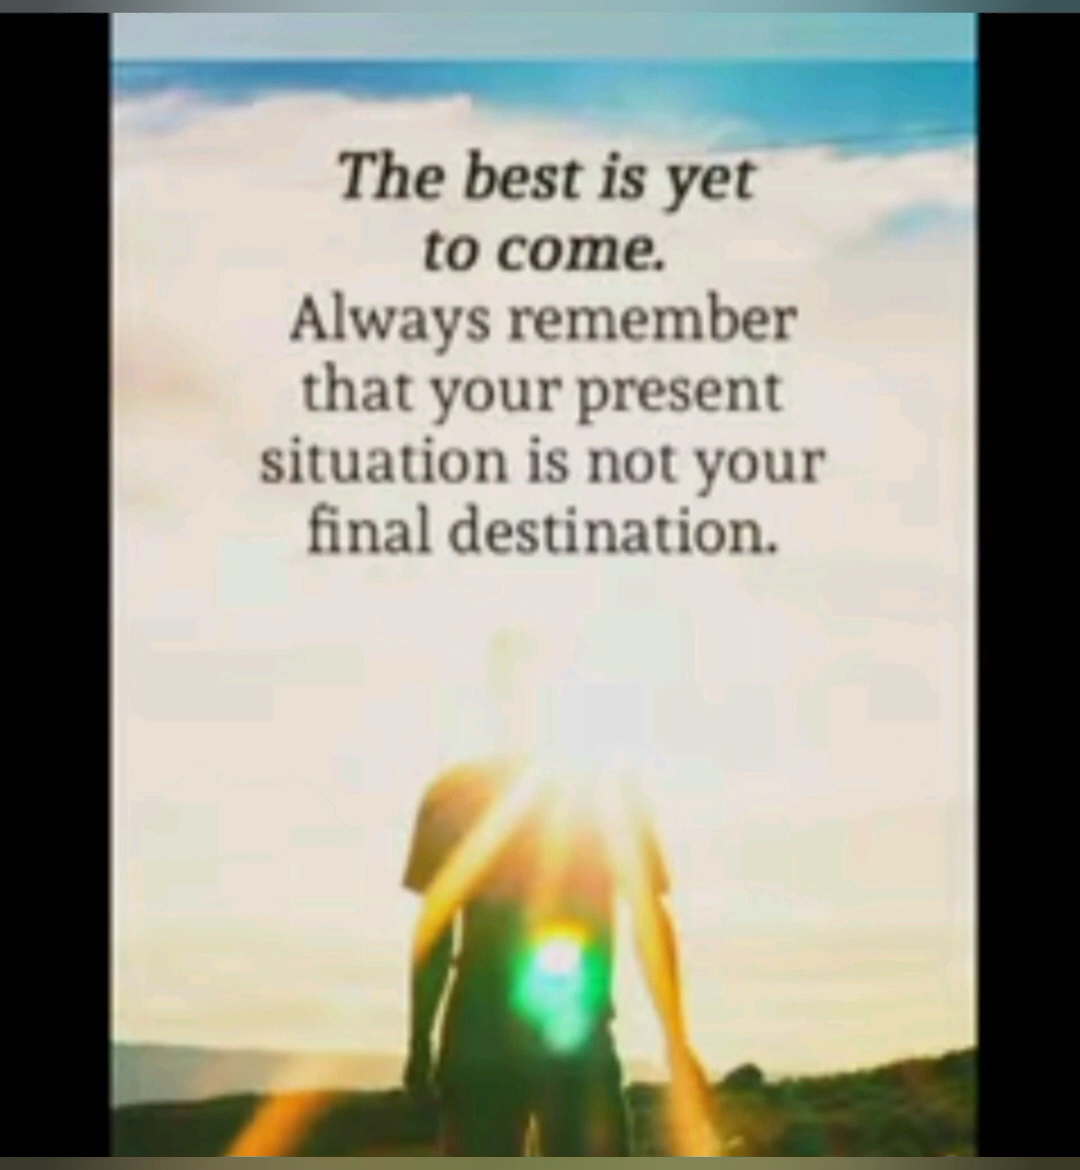 The best is yet
to come.
Always remember
that your present
situation is not your
final destination.